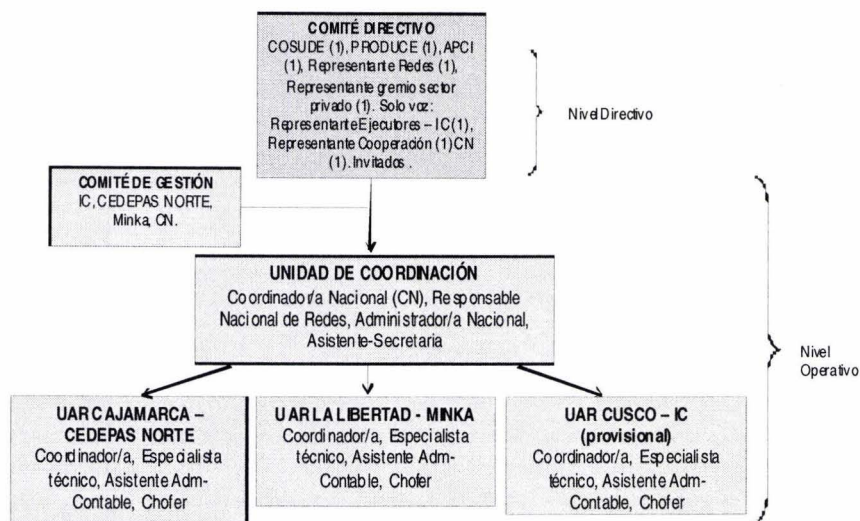 COMITÉ DIRECTIVO
COSUDE (1), PRODUCE (1), APCI
(1), Representante Redes (1),
Representante gremio sector
privado (1). Solo voz:
Representante Ejecutores – IC(1),
Representante Cooperación (1)CN
(1). Invitados .
Nivel Directivo
COMITÉ DE GESTIÓN
IC, CEDEPAS NORTE,
Minka, CN.
UNIDAD DE COORDINACIÓN
Coordinador/a Nacional (CN), Responsable
Nacional de Redes, Administrador/a Nacional,
Asistente-Secretaria
Nivel
Operativo
UAR CAJAMARCA –
CEDEPAS NORTE
Coordinador/a, Especialista
técnico, Asistente Adm-
Contable, Chofer
UAR LA LIBERTAD - MINKA
Coordinador/a, Especialista
técnico, Asistente Adm-
Contable, Chofer
UAR CUSCO – IC
(provisional)
Coordinador/a, Especialista
técnico, Asistente Adm-
Contable, Chofer